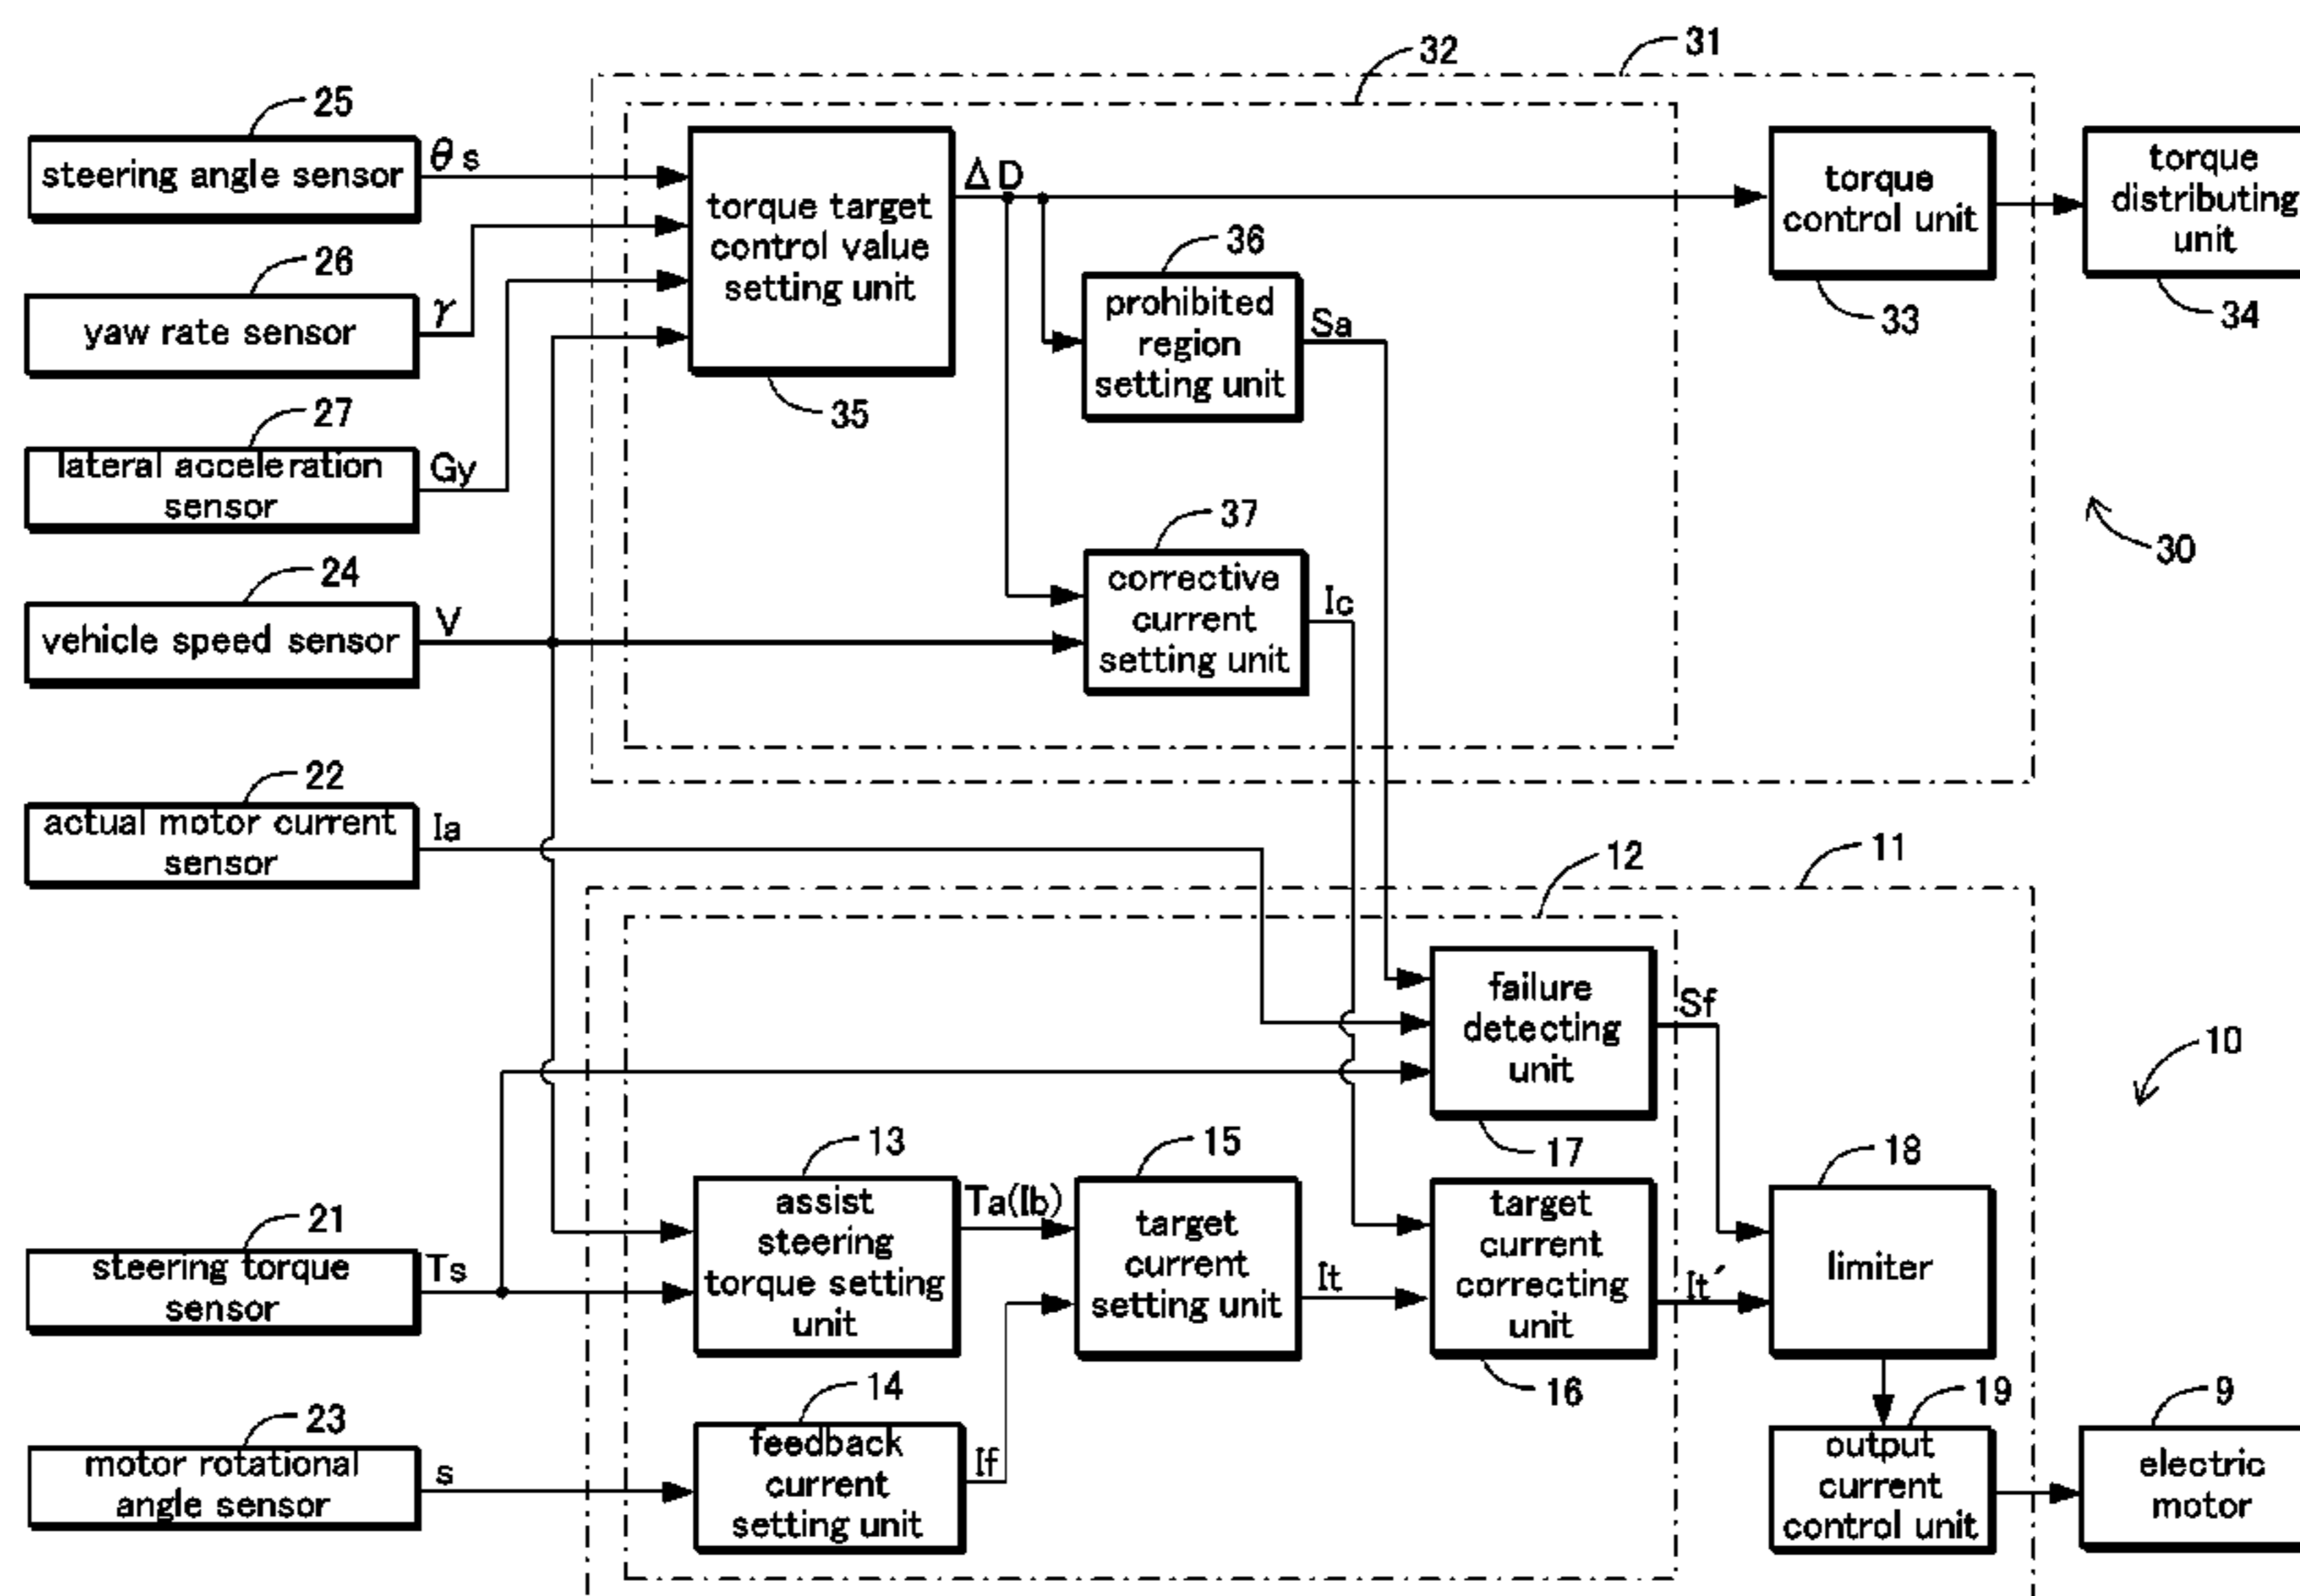 31
32
25
steering angle sensor
θs
torque target
control value
setting unit
35
ΔD
torque
control unit
33
torque
distributing
unit
34
26
yaw rate sensor
γ
36
prohibited
region
setting unit
Sa
27
lateral acceleration
sensor
Gy
37
corrective
current
setting unit
Ic
30
24
vehicle speed sensor
V
22
actual motor current
sensor
Ia
12
11
failure
detecting
unit
17
Sf
10
21
steering torque
sensor
Ts
13
assist
steering
torque setting
unit
Ta(Ib)
15
target
current
setting unit
It
target
current
correcting
unit
16
It´
18
limiter
23
motor rotational
angle sensor
s
14
feedback
current
setting unit
If
19
output
current
control unit
9
electric
motor